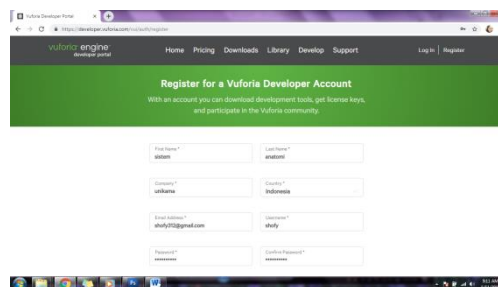 Vuforia Developer Portal
https://developer.vuforia.com/vui/auth/register
vuforia engine
developer portal
Home Pricing Downloads Library Develop Support
Log In | Register
Register for a Vuforia Developer Account
With an account you can download development tools, get license keys,
and participate in the Vuforia community.
First Name * Last Name *
sistem anatomi
Company * Country *
unikama Indonesia
Email Address * Username *
shofy312@gmail.com shofy
Password * Confirm Password *